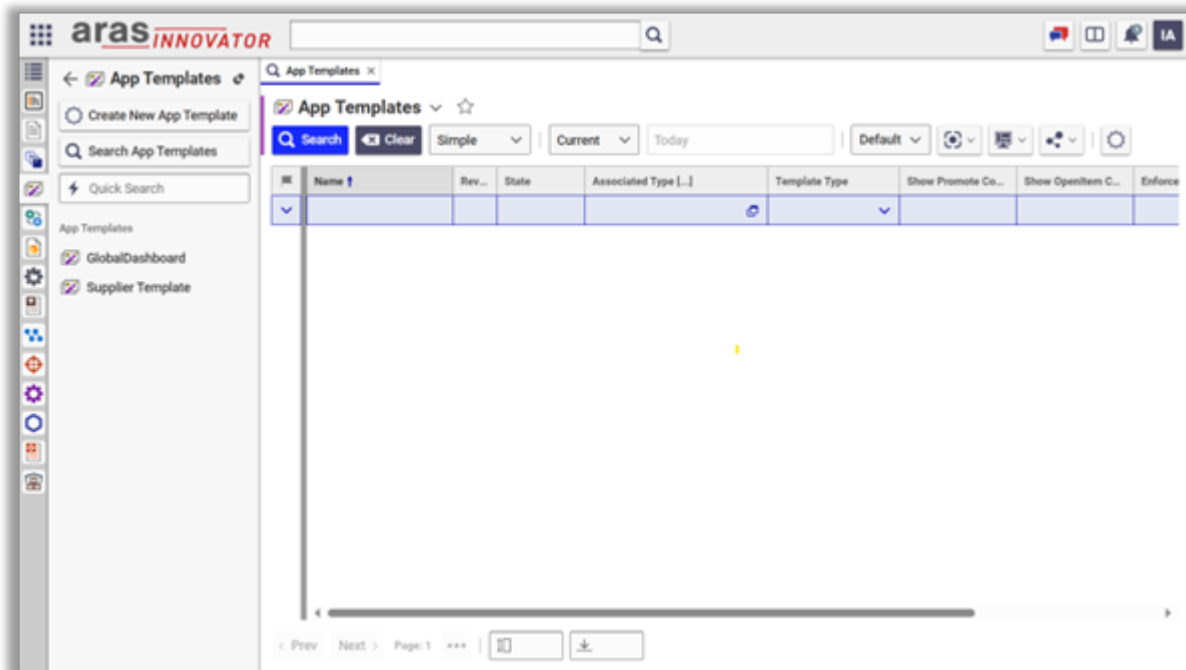 aras INNOVATOR
IA
App Templates
Create New App Template
Search App Templates
Quick Search
App Templates
GlobalDashboard
Supplier Template
App Templates
App Templates
Search Clear Simple Current Today Default
Name Rev... State Associated Type [...] Template Type Show Promote Co... Show OpenItem C... Enforce
< Prev Next > Page: 1 •••